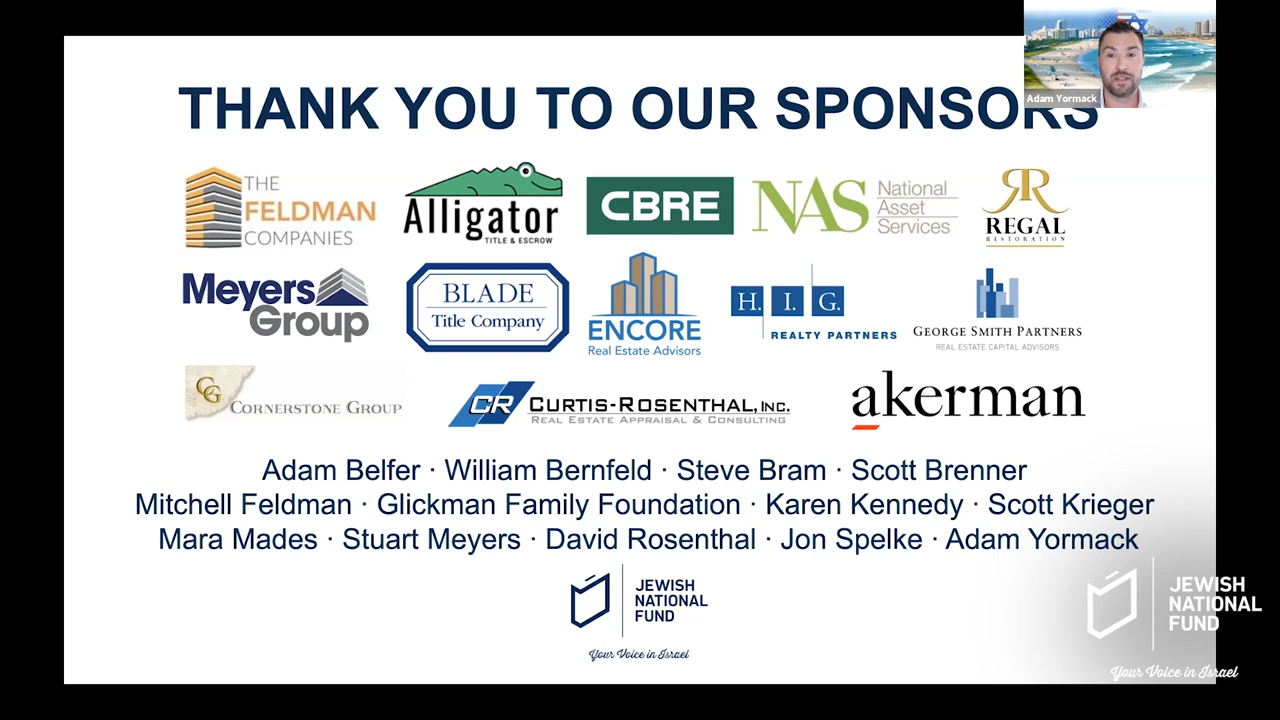 Adam Yormack
THANK YOU TO OUR SPONSORS
THE
FELDMAN
COMPANIES
Alligator
TITLE & ESCROW
CBRE
NAS
National
Asset
Services
RR
REGAL
RESTORATION
Meyers
Group
BLADE
Title Company
ENCORE
Real Estate Advisors
H. I. G.
REALTY PARTNERS
GEORGE SMITH PARTNERS
REAL ESTATE CAPITAL ADVISORS
CG
CORNERSTONE GROUP
CR
CURTIS-ROSENTHAL, INC.
REAL ESTATE APPRAISAL & CONSULTING
akerman
Adam Belfer · William Bernfeld · Steve Bram · Scott Brenner
Mitchell Feldman · Glickman Family Foundation · Karen Kennedy · Scott Krieger
Mara Mades · Stuart Meyers · David Rosenthal · Jon Spelke · Adam Yormack
JEWISH
NATIONAL
FUND
Your Voice in Israel
JEWISH
NATIONAL
FUND
Your Voice in Israel